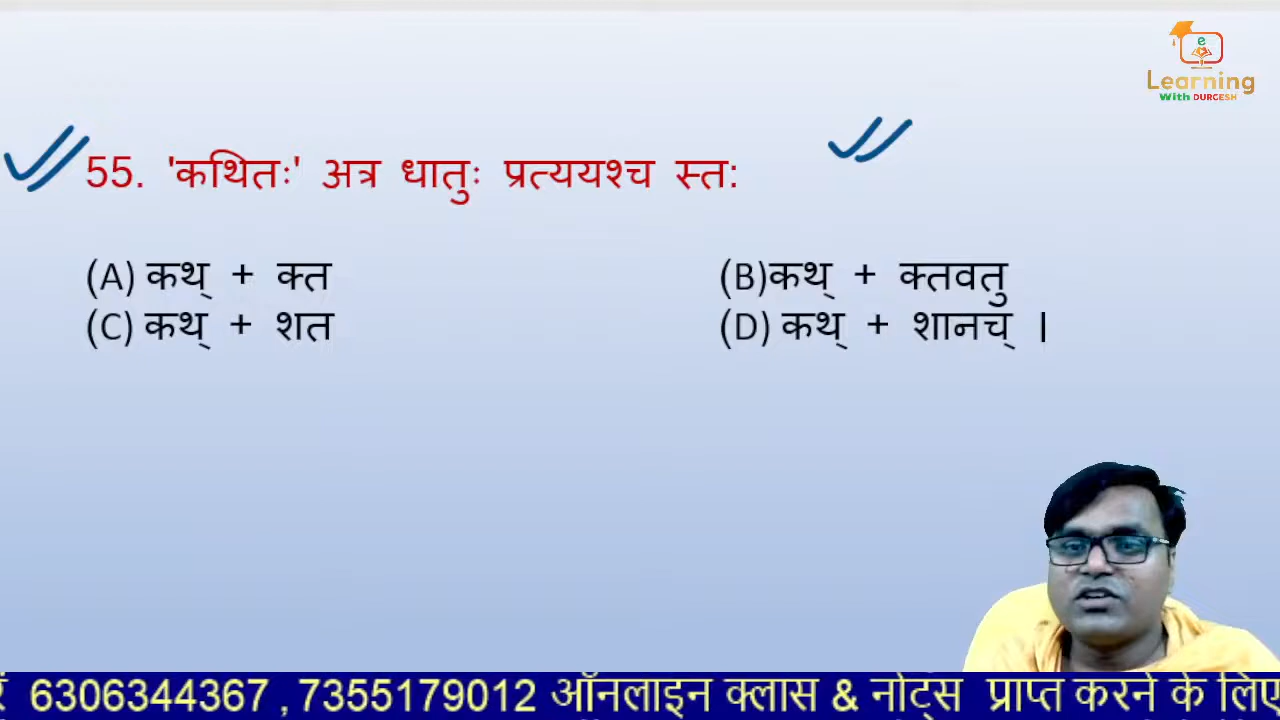 e
Learning
With DURGESH
55. 'कथितः' अत्र धातुः प्रत्ययश्च स्त:
(A) कथ् + क्त (B)कथ् + क्तवतु
(C) कथ् + शत (D) कथ् + शानच् ।
रं 6306344367 , 7355179012 ऑनलाइन क्लास & नोट्स प्राप्त करने के लिए